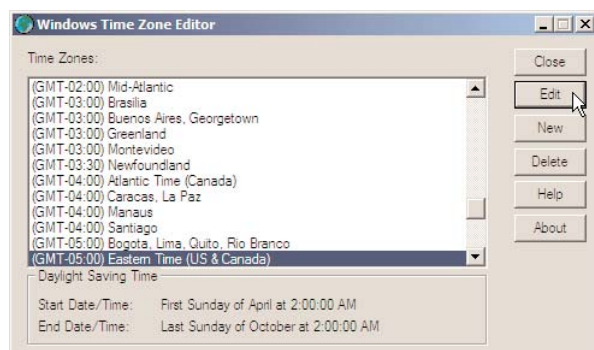 Windows Time Zone Editor
Time Zones:
(GMT-02:00) Mid-Atlantic
(GMT-03:00) Brasilia
(GMT-03:00) Buenos Aires, Georgetown
(GMT-03:00) Greenland
(GMT-03:00) Montevideo
(GMT-03:30) Newfoundland
(GMT-04:00) Atlantic Time (Canada)
(GMT-04:00) Caracas, La Paz
(GMT-04:00) Manaus
(GMT-04:00) Santiago
(GMT-05:00) Bogota, Lima, Quito, Rio Branco
(GMT-05:00) Eastern Time (US & Canada)
Close
Edit
New
Delete
Help
About
Daylight Saving Time
Start Date/Time: First Sunday of April at 2:00:00 AM
End Date/Time: Last Sunday of October at 2:00:00 AM